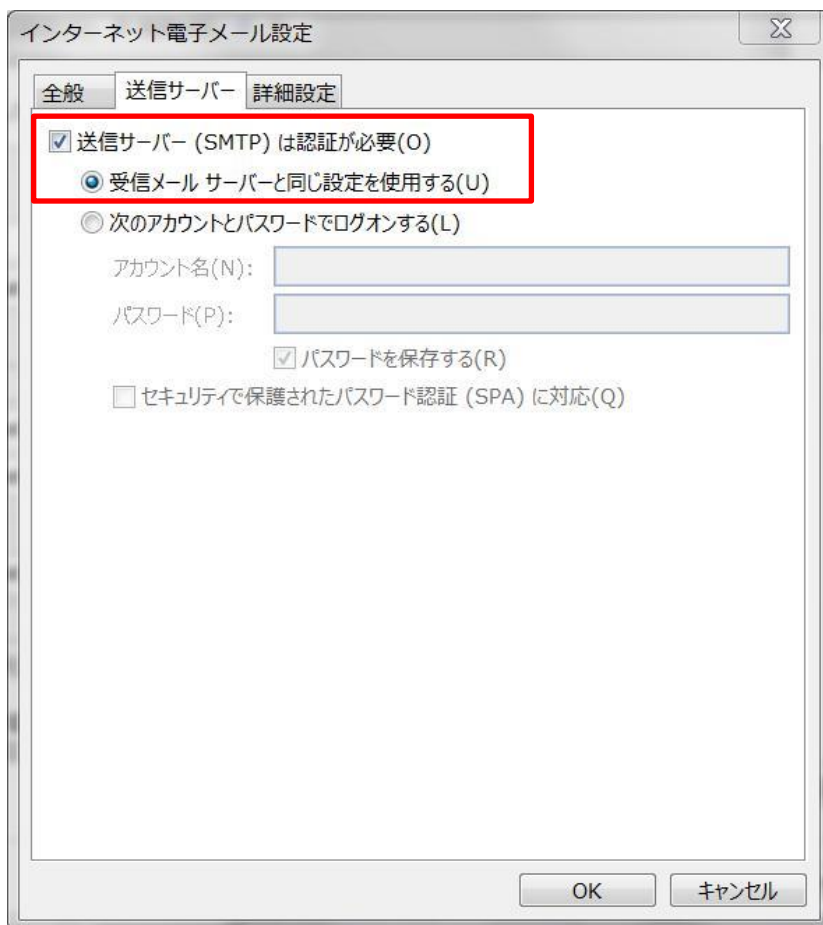 インターネット電子メール設定
全般 送信サーバー 詳細設定
送信サーバー (SMTP) は認証が必要(O)
受信メール サーバーと同じ設定を使用する(U)
次のアカウントとパスワードでログオンする(L)
アカウント名(N):
パスワード(P):
パスワードを保存する(R)
セキュリティで保護されたパスワード認証 (SPA) に対応(Q)
OK キャンセル